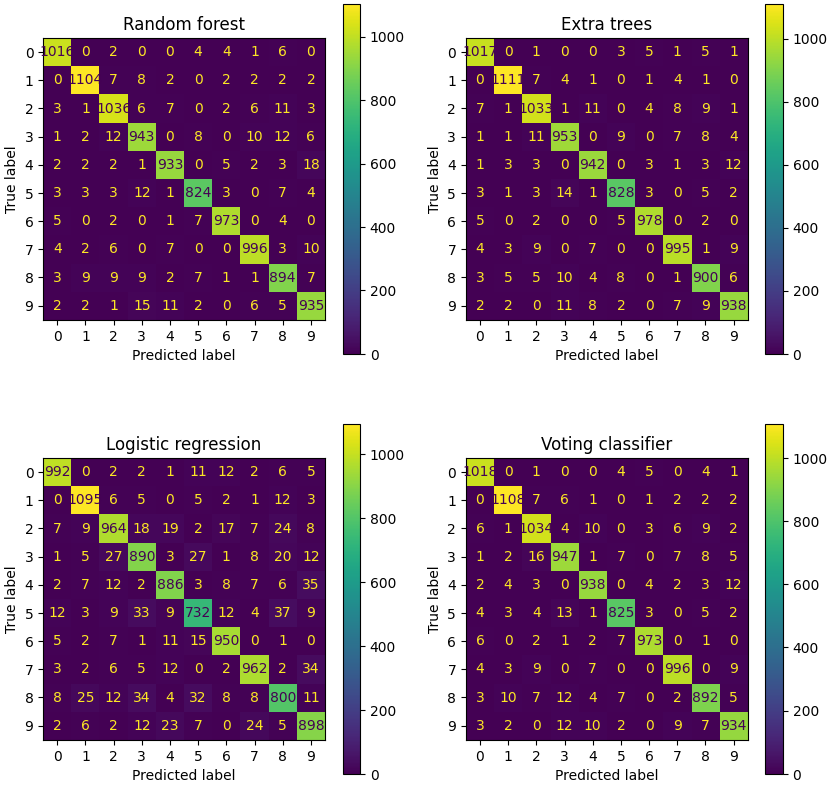 Random forest
0 1016 0 2 0 0 4 4 1 6 0
1 0 1104 7 8 2 0 2 2 2 2
2 3 1 1036 6 7 0 2 6 11 3
3 1 2 12 943 0 8 0 10 12 6
4 2 2 2 1 933 0 5 2 3 18
5 3 3 3 12 1 824 3 0 7 4
6 5 0 2 0 1 7 973 0 4 0
7 4 2 6 0 7 0 0 996 3 10
8 3 9 9 9 2 7 1 1 894 7
9 2 2 1 15 11 2 0 6 5 935
0 1 2 3 4 5 6 7 8 9
Predicted label
True label
1000
800
600
400
200
0
Extra trees
0 1017 0 1 0 0 3 5 1 5 1
1 0 1111 7 4 1 0 1 4 1 0
2 7 1 1033 1 11 0 4 8 9 1
3 1 1 11 953 0 9 0 7 8 4
4 1 3 3 0 942 0 3 1 3 12
5 3 1 3 14 1 828 3 0 5 2
6 5 0 2 0 0 5 978 0 2 0
7 4 3 9 0 7 0 0 995 1 9
8 3 5 5 10 4 8 0 1 900 6
9 2 2 0 11 8 2 0 7 9 938
0 1 2 3 4 5 6 7 8 9
Predicted label
True label
1000
800
600
400
200
0
Logistic regression
0 992 0 2 2 1 11 12 2 6 5
1 0 1095 6 5 0 5 2 1 12 3
2 7 9 964 18 19 2 17 7 24 8
3 1 5 27 890 3 27 1 8 20 12
4 2 7 12 2 886 3 8 7 6 35
5 12 3 9 33 9 732 12 4 37 9
6 5 2 7 1 11 15 950 0 1 0
7 3 2 6 5 12 0 2 962 2 34
8 8 25 12 34 4 32 8 8 800 11
9 2 6 2 12 23 7 0 24 5 898
0 1 2 3 4 5 6 7 8 9
Predicted label
True label
1000
800
600
400
200
0
Voting classifier
0 1018 0 1 0 0 4 5 0 4 1
1 0 1108 7 6 1 0 1 2 2 2
2 6 1 1034 4 10 0 3 6 9 2
3 1 2 16 947 1 7 0 7 8 5
4 2 4 3 0 938 0 4 2 3 12
5 4 3 4 13 1 825 3 0 5 2
6 6 0 2 1 2 7 973 0 1 0
7 4 3 9 0 7 0 0 996 0 9
8 3 10 7 12 4 7 0 2 892 5
9 3 2 0 12 10 2 0 9 7 934
0 1 2 3 4 5 6 7 8 9
Predicted label
True label
1000
800
600
400
200
0